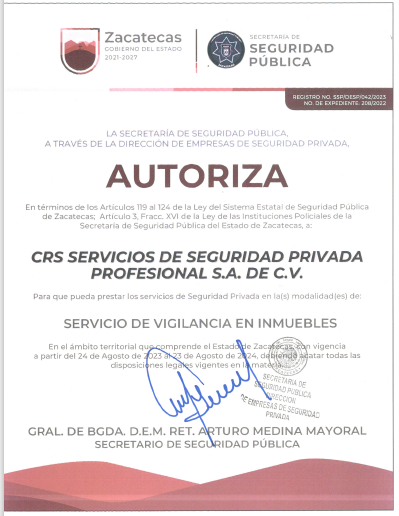 Zacatecas
GOBIERNO DEL ESTADO
2021-2027
SECRETARÍA DE
SEGURIDAD
PÚBLICA
REGISTRO NO. SSP/DESP/042/2023
NO. DE EXPEDIENTE. 208/2022
LA SECRETARÍA DE SEGURIDAD PÚBLICA,
A TRAVÉS DE LA DIRECCIÓN DE EMPRESAS DE SEGURIDAD PRIVADA,
AUTORIZA
En términos de los Artículos 119 al 124 de la Ley del Sistema Estatal de Seguridad Pública
de Zacatecas; Artículo 3, Fracc. XVI de la Ley de las Instituciones Policiales de la
Secretaría de Seguridad Pública del Estado de Zacatecas, a:
CRS SERVICIOS DE SEGURIDAD PRIVADA
PROFESIONAL S.A. DE C.V.
Para que pueda prestar los servicios de Seguridad Privada en la(s) modalidad(es) de:
SERVICIO DE VIGILANCIA EN INMUEBLES
En el ámbito territorial que comprende el Estado de Zacatecas, con vigencia
a partir del 24 de Agosto de 2023 al 23 de Agosto de 2024, debiendo acatar todas las
disposiciones legales vigentes en la materia.
SECRETARIA DE
SEGURIDAD PÚBLICA
DIRECCIÓN
DE EMPRESAS DE SEGURIDAD
PRIVADA
GRAL. DE BGDA. D.E.M. RET. ARTURO MEDINA MAYORAL
SECRETARIO DE SEGURIDAD PÚBLICA